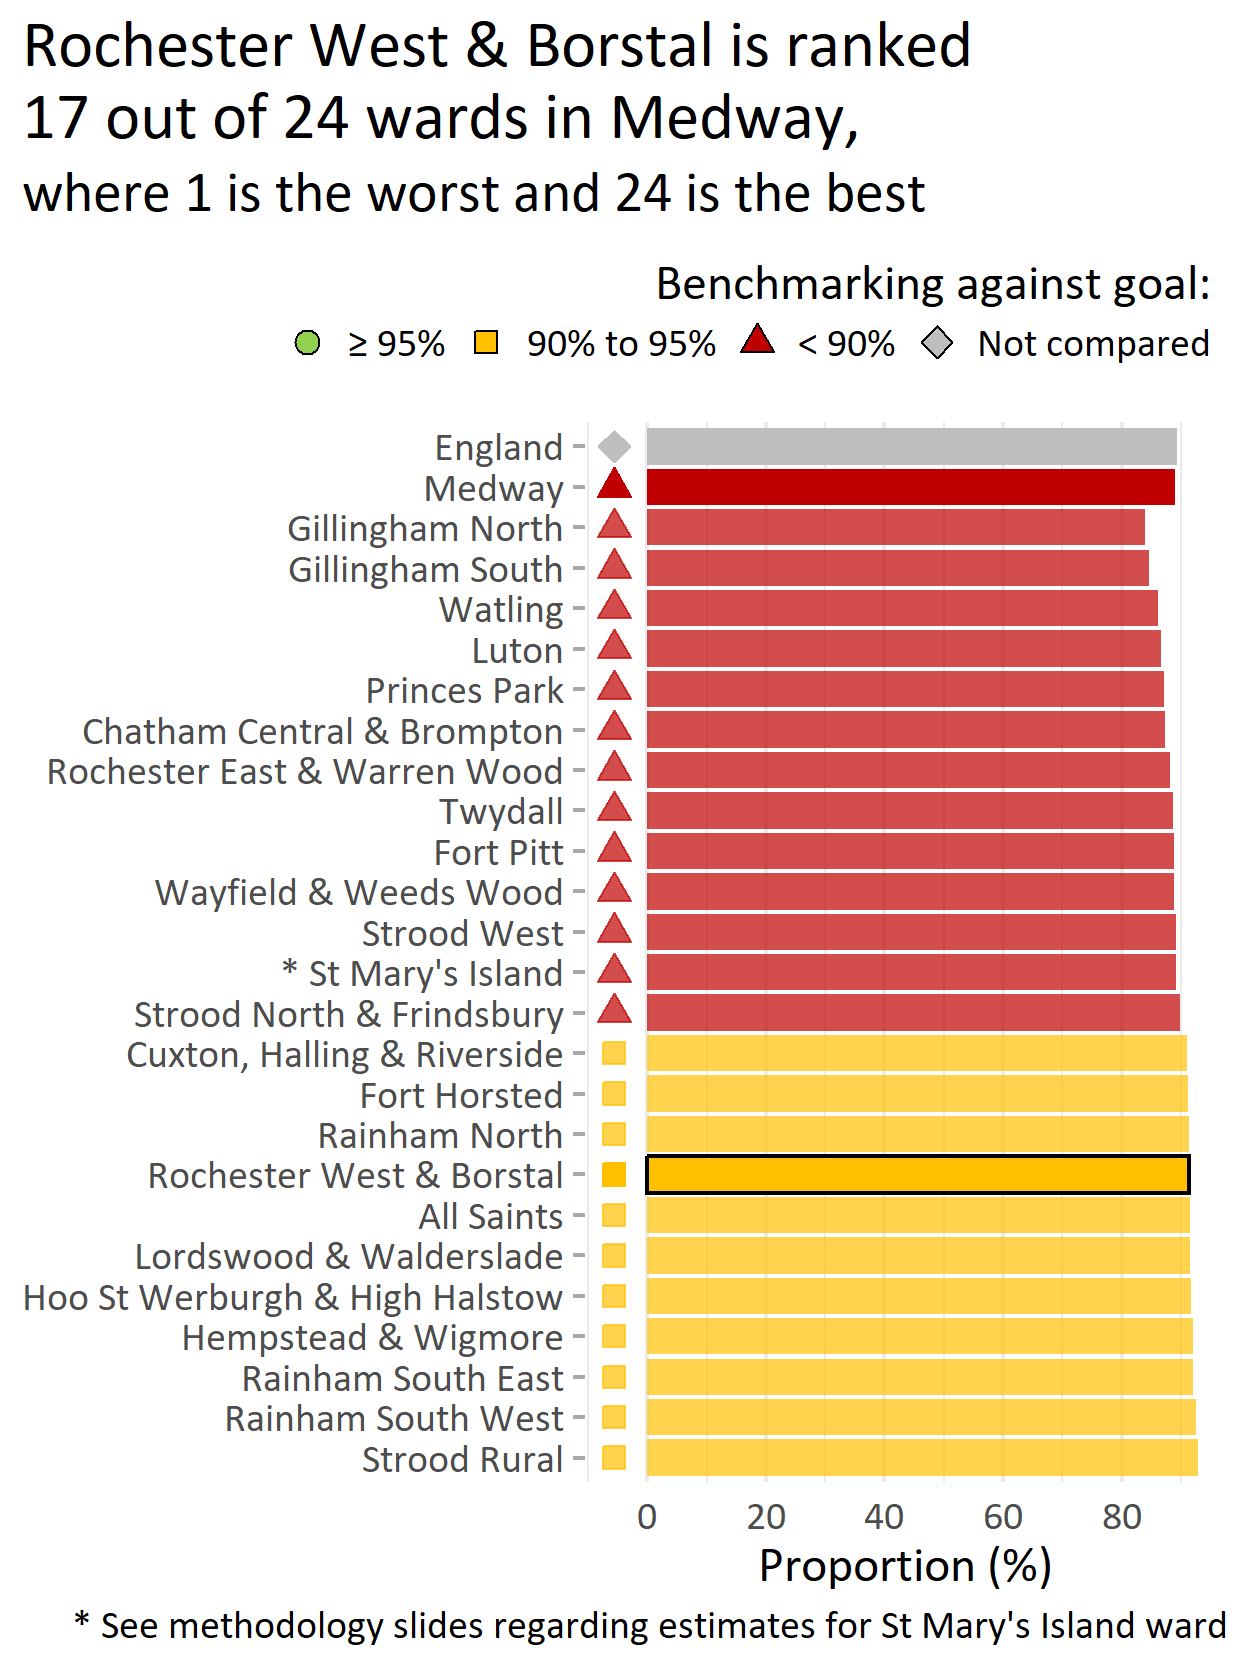 Rochester West & Borstal is ranked
17 out of 24 wards in Medway,
where 1 is the worst and 24 is the best
Benchmarking against goal:
≥ 95% 90% to 95% < 90% Not compared
England
Medway
Gillingham North
Gillingham South
Watling
Luton
Princes Park
Chatham Central & Brompton
Rochester East & Warren Wood
Twydall
Fort Pitt
Wayfield & Weeds Wood
Strood West
* St Mary's Island
Strood North & Frindsbury
Cuxton, Halling & Riverside
Fort Horsted
Rainham North
Rochester West & Borstal
All Saints
Lordswood & Walderslade
Hoo St Werburgh & High Halstow
Hempstead & Wigmore
Rainham South East
Rainham South West
Strood Rural
0 20 40 60 80
Proportion (%)
* See methodology slides regarding estimates for St Mary's Island ward